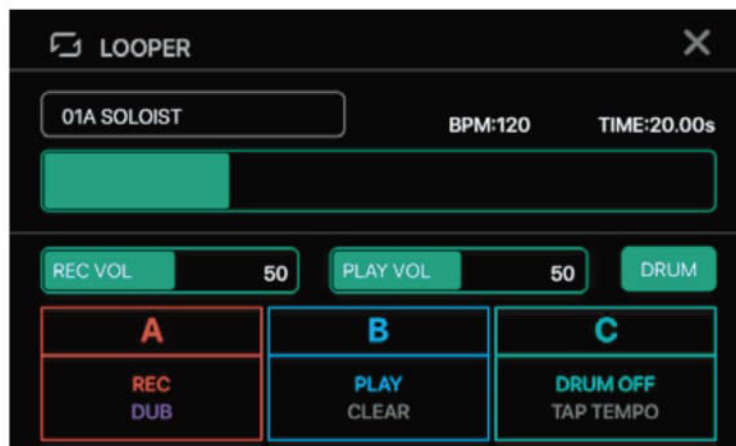 LOOPER
01A SOLOIST BPM:120 TIME:20.00s
REC VOL 50 PLAY VOL 50 DRUM
A B C
REC PLAY DRUM OFF
DUB CLEAR TAP TEMPO